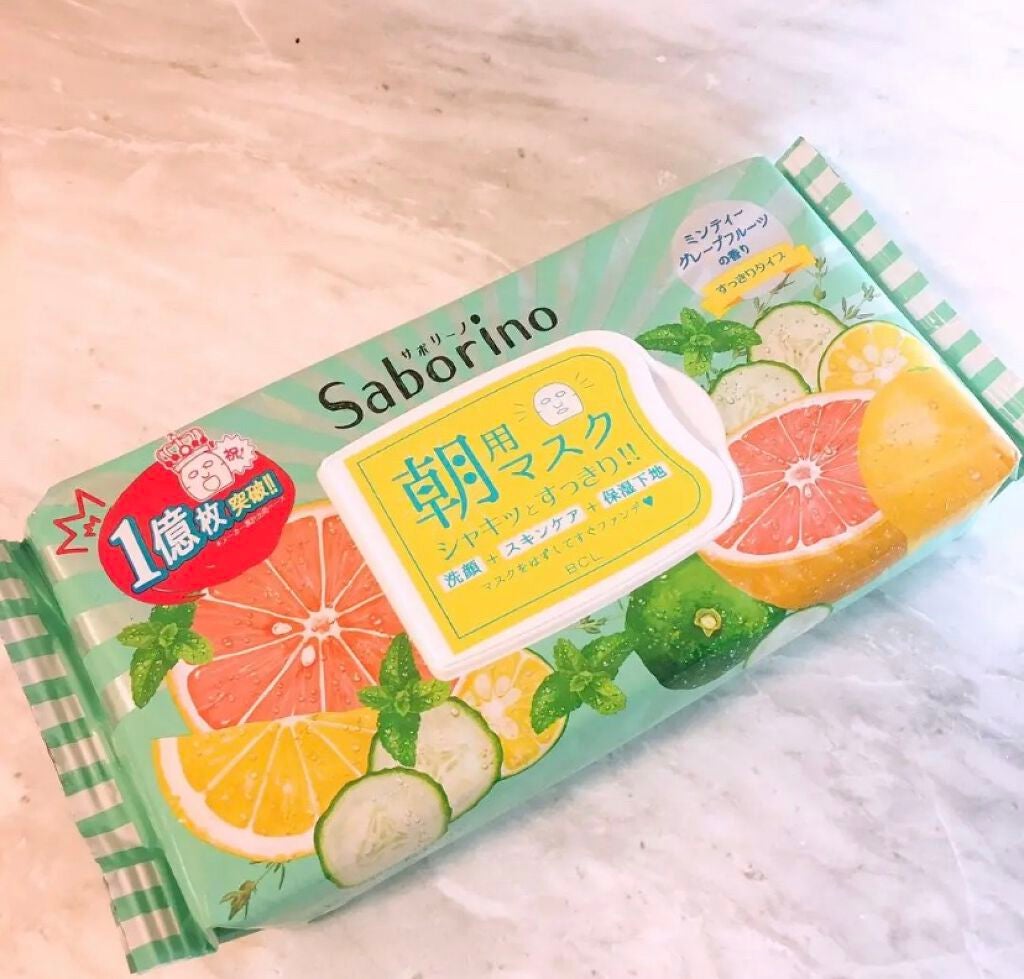 ミンティー
グレープフルーツ
の香り
すっきりタイプ
サボリーノ
Saborino
祝!
1億枚突破!!
朝用マスク
シャキッとすっきり!!
洗顔+スキンケア+保湿下地
マスクをはずしてすぐファンデ♥
BCL